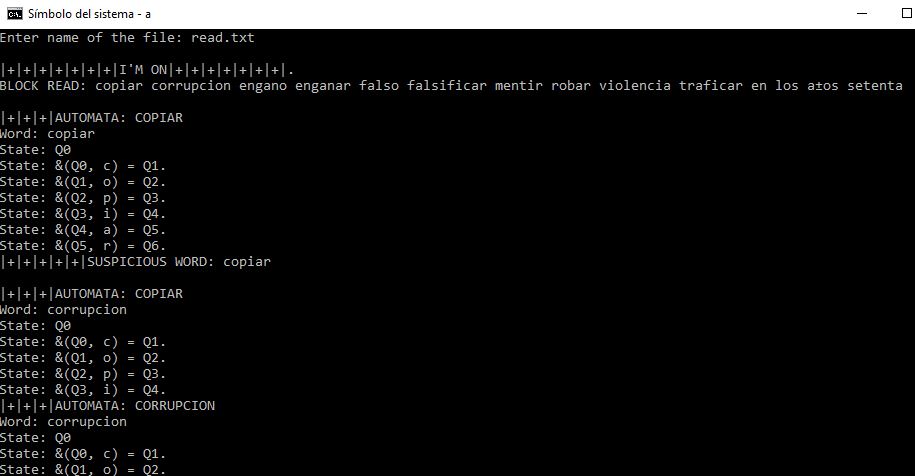 Símbolo del sistema - a
Enter name of the file: read.txt
|+|+|+|+|+|+|+|I'M ON|+|+|+|+|+|+|+|.
BLOCK READ: copiar corrupcion engano enganar falso falsificar mentir robar violencia traficar en los a±os setenta
|+|+|+|AUTOMATA: COPIAR
Word: copiar
State: Q0
State: &(Q0, c) = Q1.
State: &(Q1, o) = Q2.
State: &(Q2, p) = Q3.
State: &(Q3, i) = Q4.
State: &(Q4, a) = Q5.
State: &(Q5, r) = Q6.
|+|+|+|+|+|SUSPICIOUS WORD: copiar
|+|+|+|AUTOMATA: COPIAR
Word: corrupcion
State: Q0
State: &(Q0, c) = Q1.
State: &(Q1, o) = Q2.
State: &(Q2, p) = Q3.
State: &(Q3, i) = Q4.
|+|+|+|AUTOMATA: CORRUPCION
Word: corrupcion
State: Q0
State: &(Q0, c) = Q1.
State: &(Q1, o) = Q2.